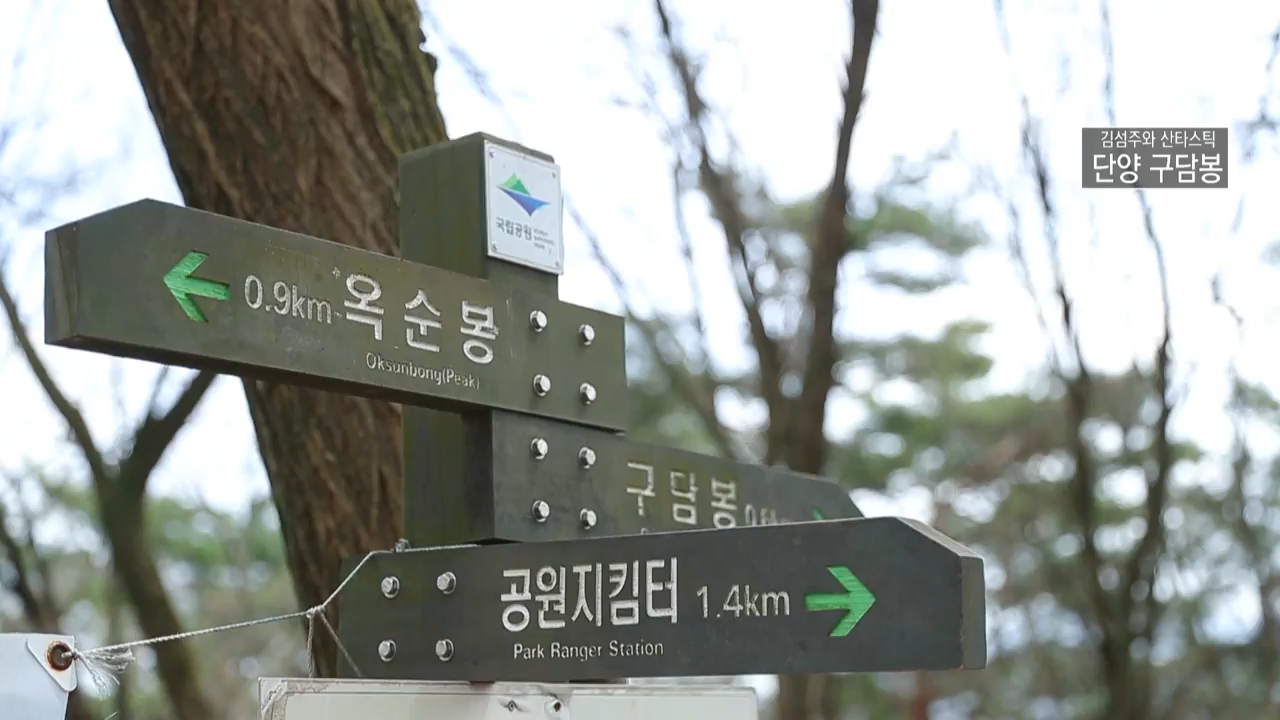 김섬주와 산타스틱
단양 구담봉
국립공원
0.9km 옥순봉
Oksunbong(Peak)
구담봉
공원지킴터 1.4km
Park Ranger Station